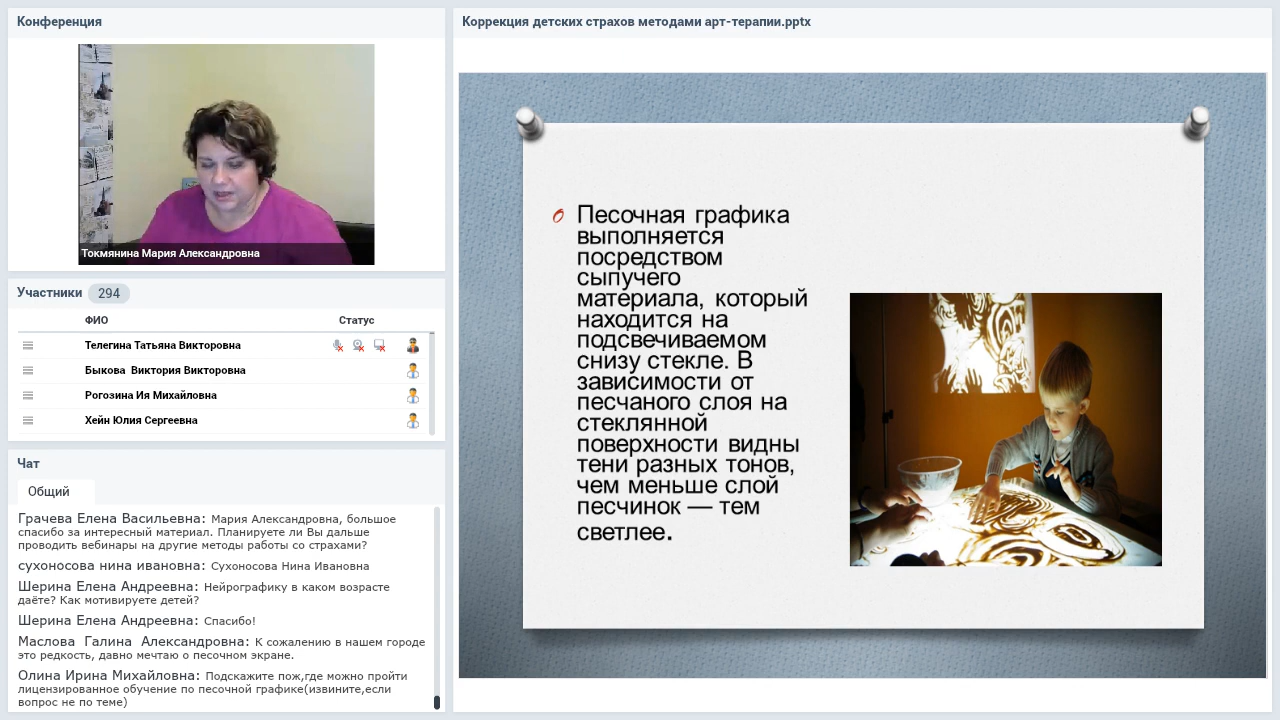 Конференция
Токмянина Мария Александровна
Участники 294
ФИО Статус
Телегина Татьяна Викторовна
Быкова  Виктория Викторовна
Рогозина Ия Михайловна
Хейн Юлия Сергеевна
Чат
Общий
Грачева Елена Васильевна: Мария Александровна, большое
спасибо за интересный материал. Планируете ли Вы дальше
проводить вебинары на другие методы работы со страхами?
сухоносова нина ивановна: Сухоносова Нина Ивановна
Шерина Елена Андреевна: Нейрографику в каком возрасте
даёте? Как мотивируете детей?
Шерина Елена Андреевна: Спасибо!
Маслова  Галина  Александровна: К сожалению в нашем городе
это редкость, давно мечтаю о песочном экране.
Олина Ирина Михайловна: Подскажите пож,где можно пройти
лицензированное обучение по песочной графике(извините,если
вопрос не по теме)
Коррекция детских страхов методами арт-терапии.pptx
Песочная графика
выполняется
посредством
сыпучего
материала, который
находится на
подсвечиваемом
снизу стекле. В
зависимости от
песчаного слоя на
стеклянной
поверхности видны
тени разных тонов,
чем меньше слой
песчинок — тем
светлее.